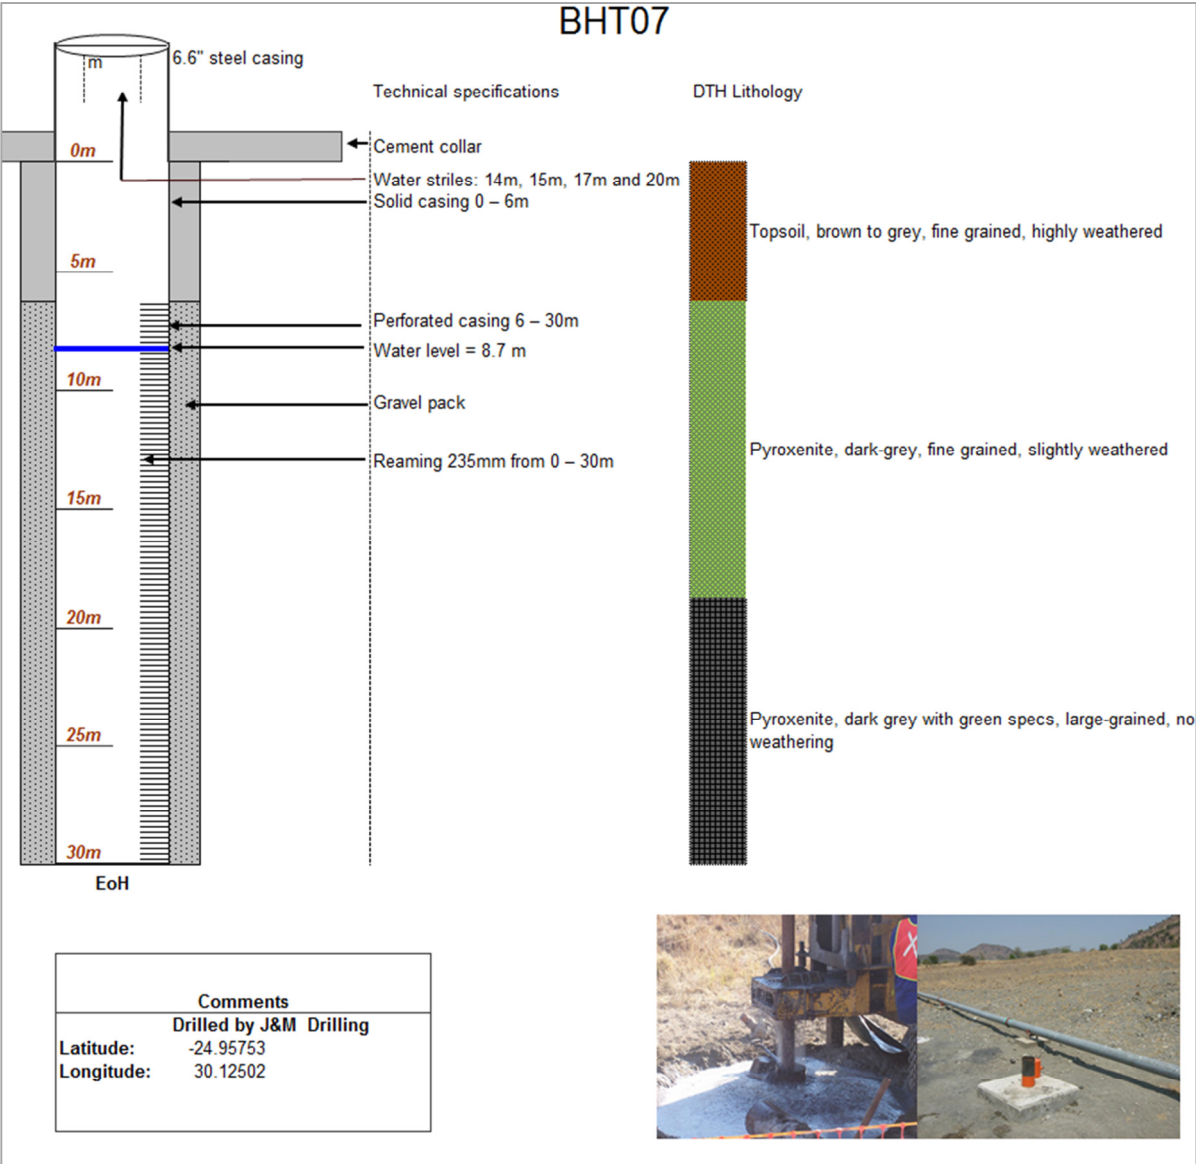 BHT07
m
6.6" steel casing
Technical specifications
DTH Lithology
Cement collar
0m
Water striles: 14m, 15m, 17m and 20m
Solid casing 0 – 6m
Topsoil, brown to grey, fine grained, highly weathered
5m
Perforated casing 6 – 30m
Water level = 8.7 m
10m
Gravel pack
Pyroxenite, dark-grey, fine grained, slightly weathered
Reaming 235mm from 0 – 30m
15m
20m
Pyroxenite, dark grey with green specs, large-grained, no
weathering
25m
30m
EoH
Comments
Drilled by J&M Drilling
Latitude: -24.95753
Longitude: 30.12502